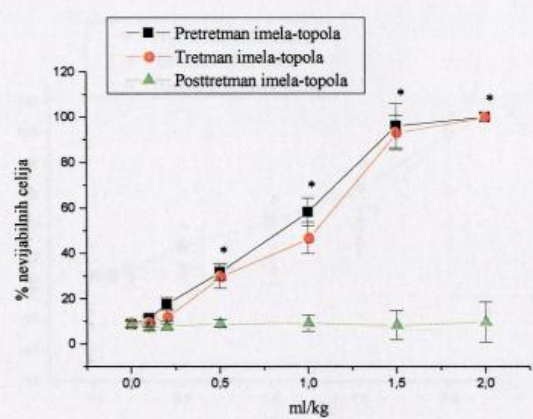 Pretretman imela-topola
Tretman imela-topola
Posttretman imela-topola
120
100
80
60
40
20
0
% nevijabilnih celija
* * * *
0,0 0,5 1,0 1,5 2,0
ml/kg